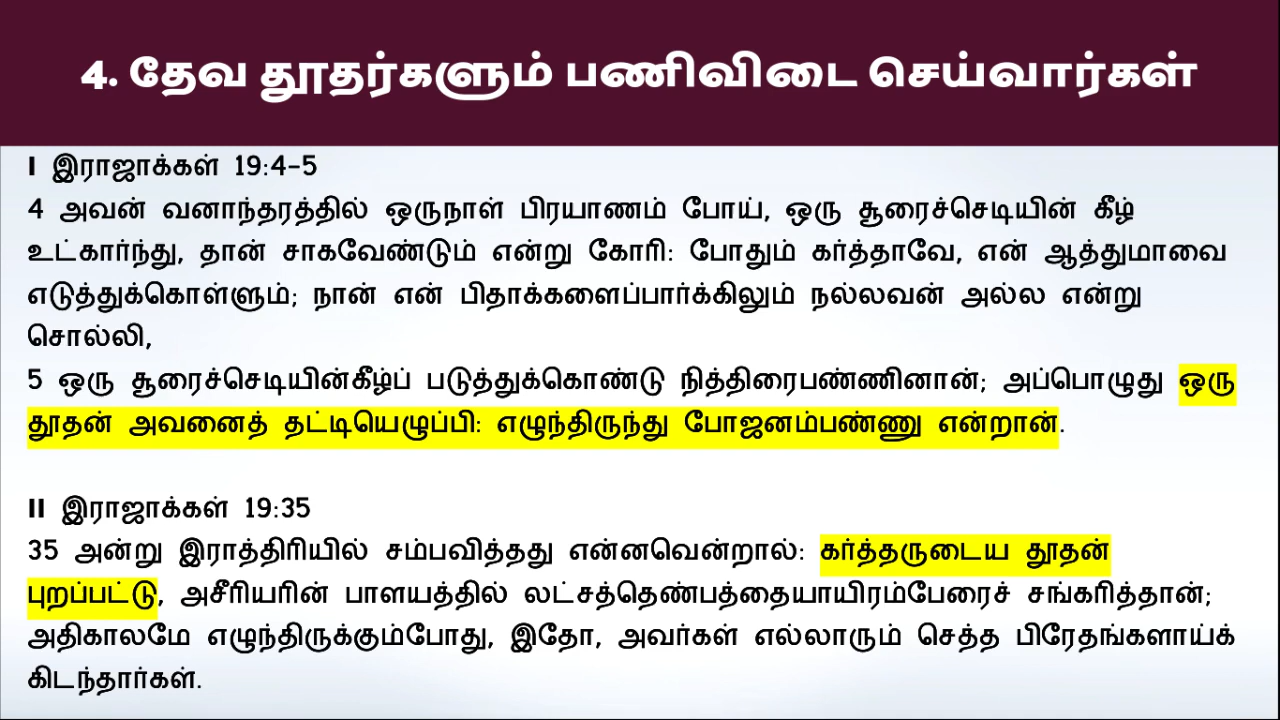 4. தேவ தூதர்களும் பணிவிடை செய்வார்கள்
I இராஜாக்கள் 19:4-5
4 அவன் வனாந்தரத்தில் ஒருநாள் பிரயாணம் போய், ஒரு சூரைச்செடியின் கீழ்
உட்கார்ந்து, தான் சாகவேண்டும் என்று கோரி: போதும் கர்த்தாவே, என் ஆத்துமாவை
எடுத்துக்கொள்ளும்; நான் என் பிதாக்களைப்பார்க்கிலும் நல்லவன் அல்ல என்று
சொல்லி,
5 ஒரு சூரைச்செடியின்கீழ்ப் படுத்துக்கொண்டு நித்திரைபண்ணினான்; அப்பொழுது ஒரு
தூதன் அவனைத் தட்டியெழுப்பி: எழுந்திருந்து போஜனம்பண்ணு என்றான்.
II இராஜாக்கள் 19:35
35 அன்று இராத்திரியில் சம்பவித்தது என்னவென்றால்: கர்த்தருடைய தூதன்
புறப்பட்டு, அசீரியரின் பாளயத்தில் லட்சத்தெண்பத்தையாயிரம்பேரைச் சங்கரித்தான்;
அதிகாலமே எழுந்திருக்கும்போது, இதோ, அவர்கள் எல்லாரும் செத்த பிரேதங்களாய்க்
கிடந்தார்கள்.